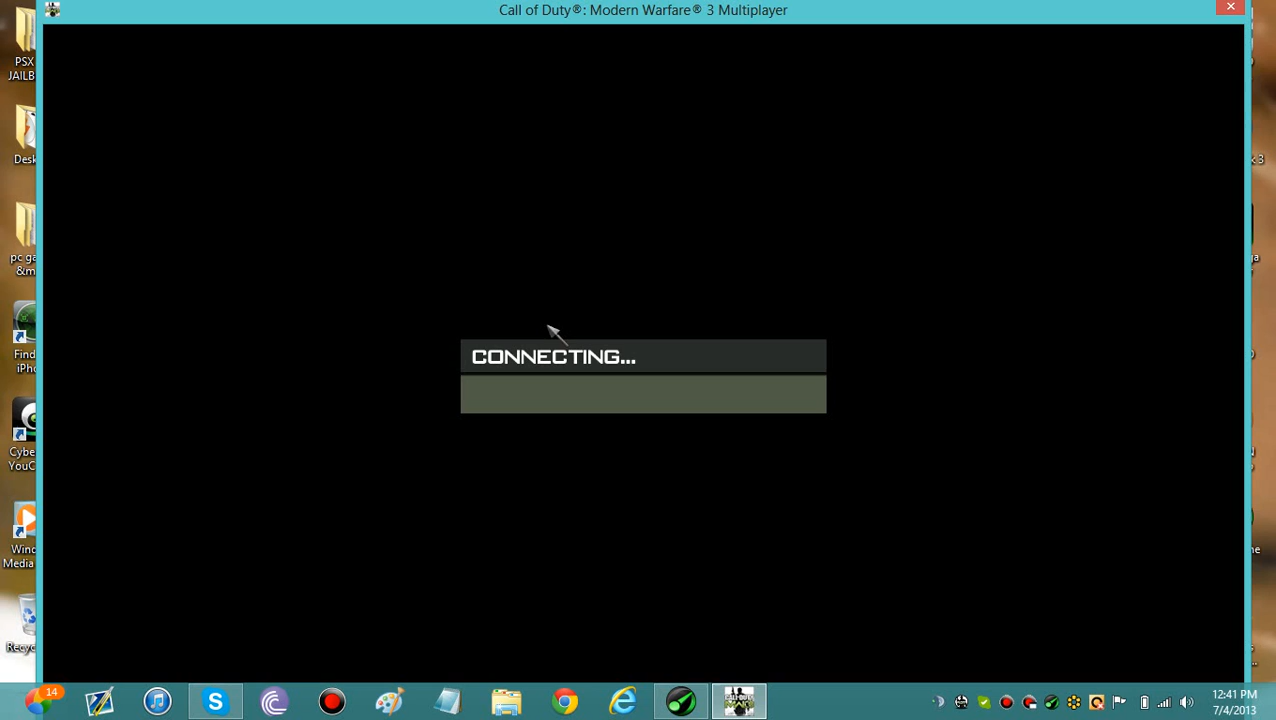 Call of Duty®: Modern Warfare® 3 Multiplayer
PSX
JAILB
Desk
pc ga
&m
Find
iPho
Cybe
YouC
Wind
Media
Recyc
CONNECTING...
14
12:41 PM
7/4/2013